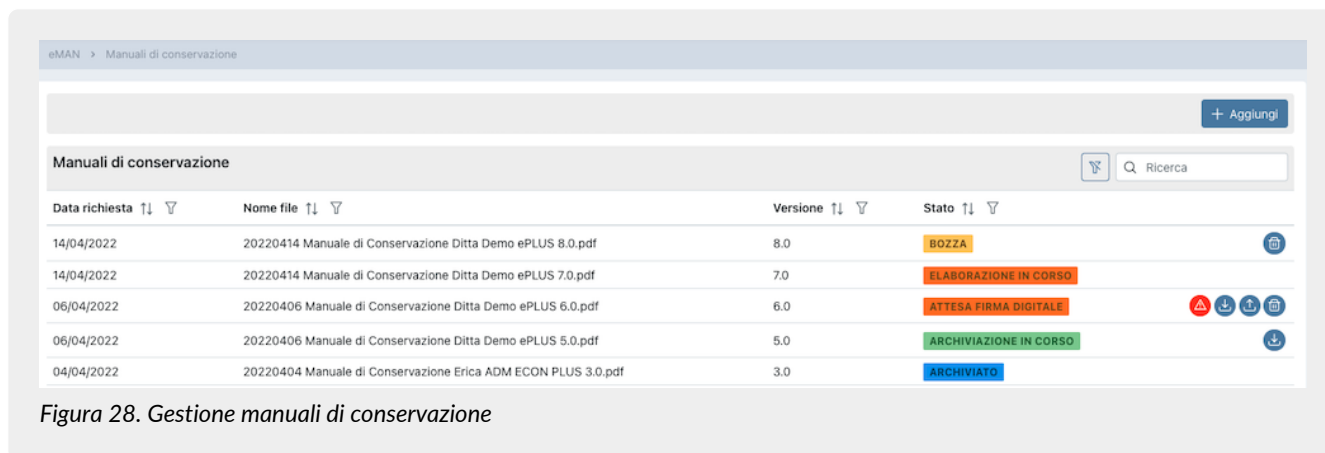 eMAN > Manuali di conservazione
+ Aggiungi
Manuali di conservazione Ricerca
Data richiesta Nome file Versione Stato
14/04/2022 20220414 Manuale di Conservazione Ditta Demo ePLUS 8.0.pdf 8.0 BOZZA
14/04/2022 20220414 Manuale di Conservazione Ditta Demo ePLUS 7.0.pdf 7.0 ELABORAZIONE IN CORSO
06/04/2022 20220406 Manuale di Conservazione Ditta Demo ePLUS 6.0.pdf 6.0 ATTESA FIRMA DIGITALE
06/04/2022 20220406 Manuale di Conservazione Ditta Demo ePLUS 5.0.pdf 5.0 ARCHIVIAZIONE IN CORSO
04/04/2022 20220404 Manuale di Conservazione Erica ADM ECON PLUS 3.0.pdf 3.0 ARCHIVIATO
Figura 28. Gestione manuali di conservazione